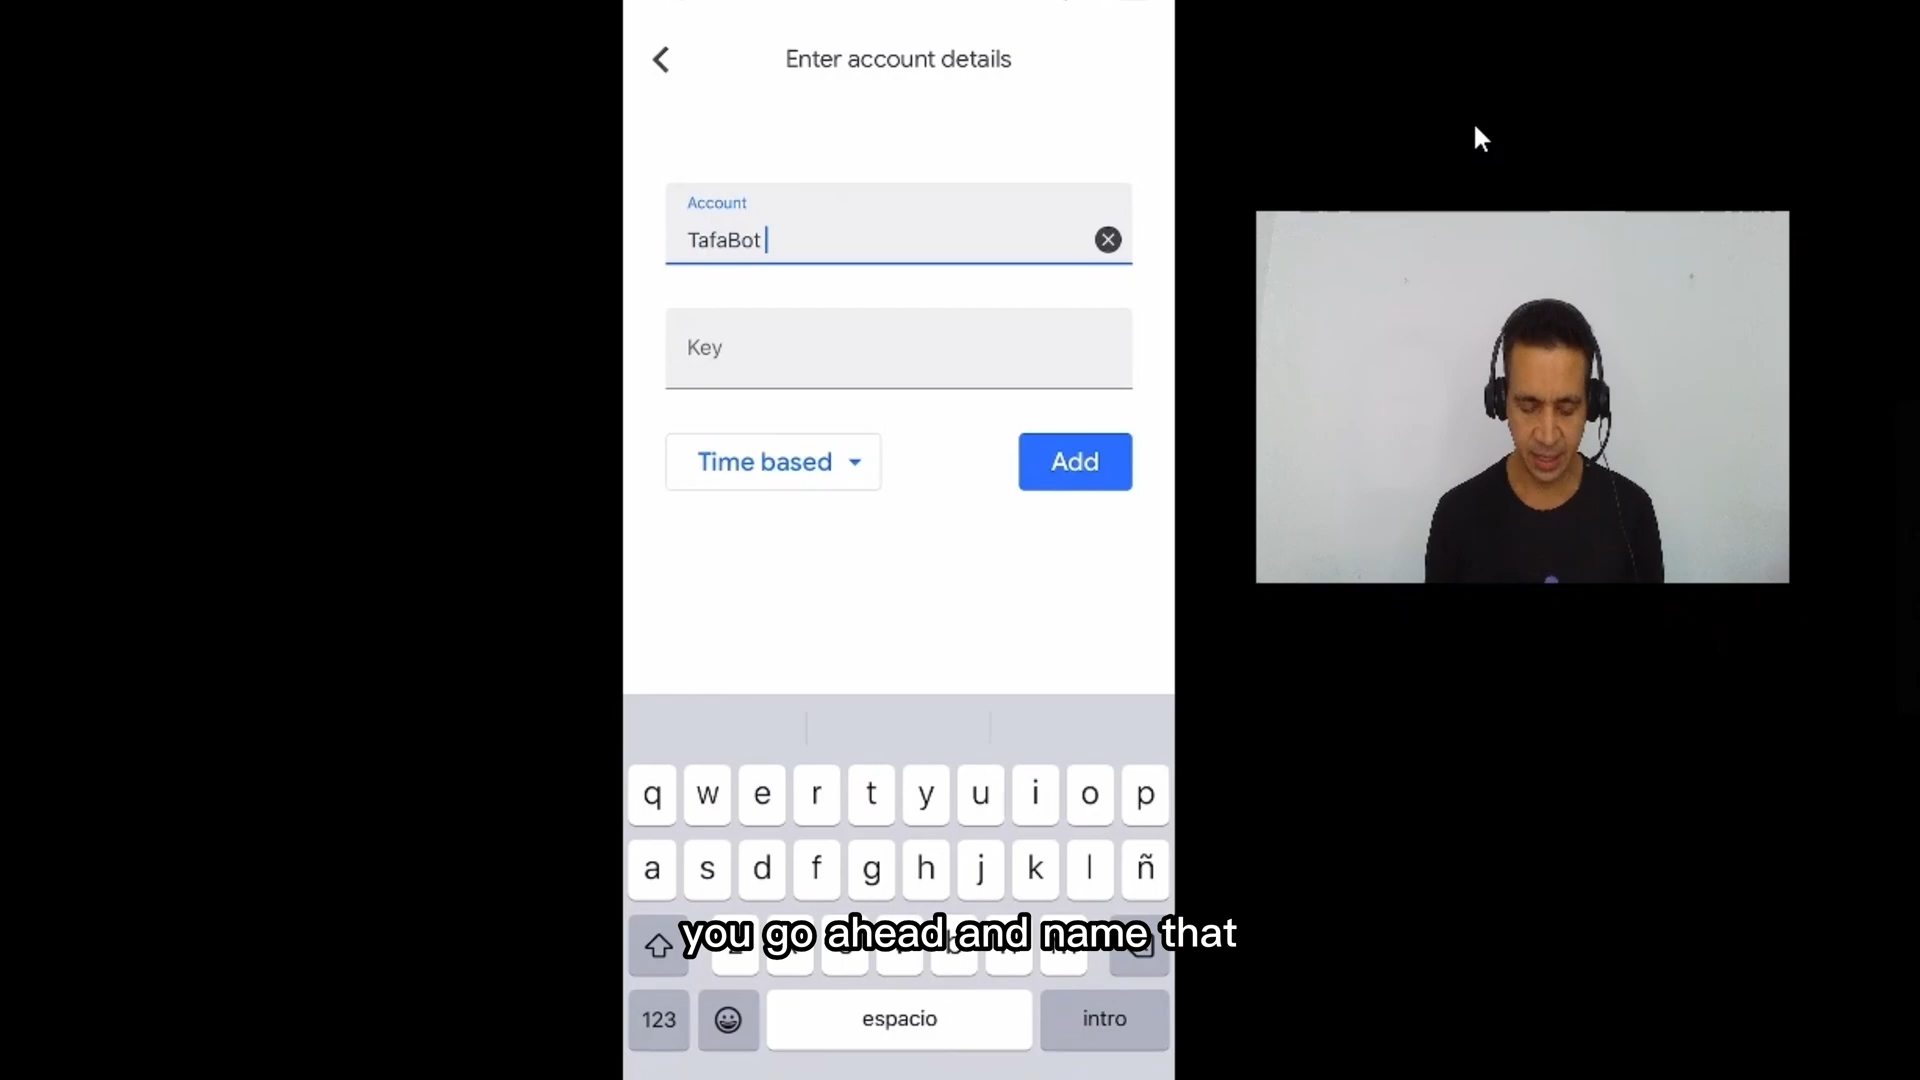 Enter account details
Account
TafaBot
Key
Time based
Add
q w e r t y u i o p
a s d f g h j k l ñ
you go ahead and name that
123
espacio
intro